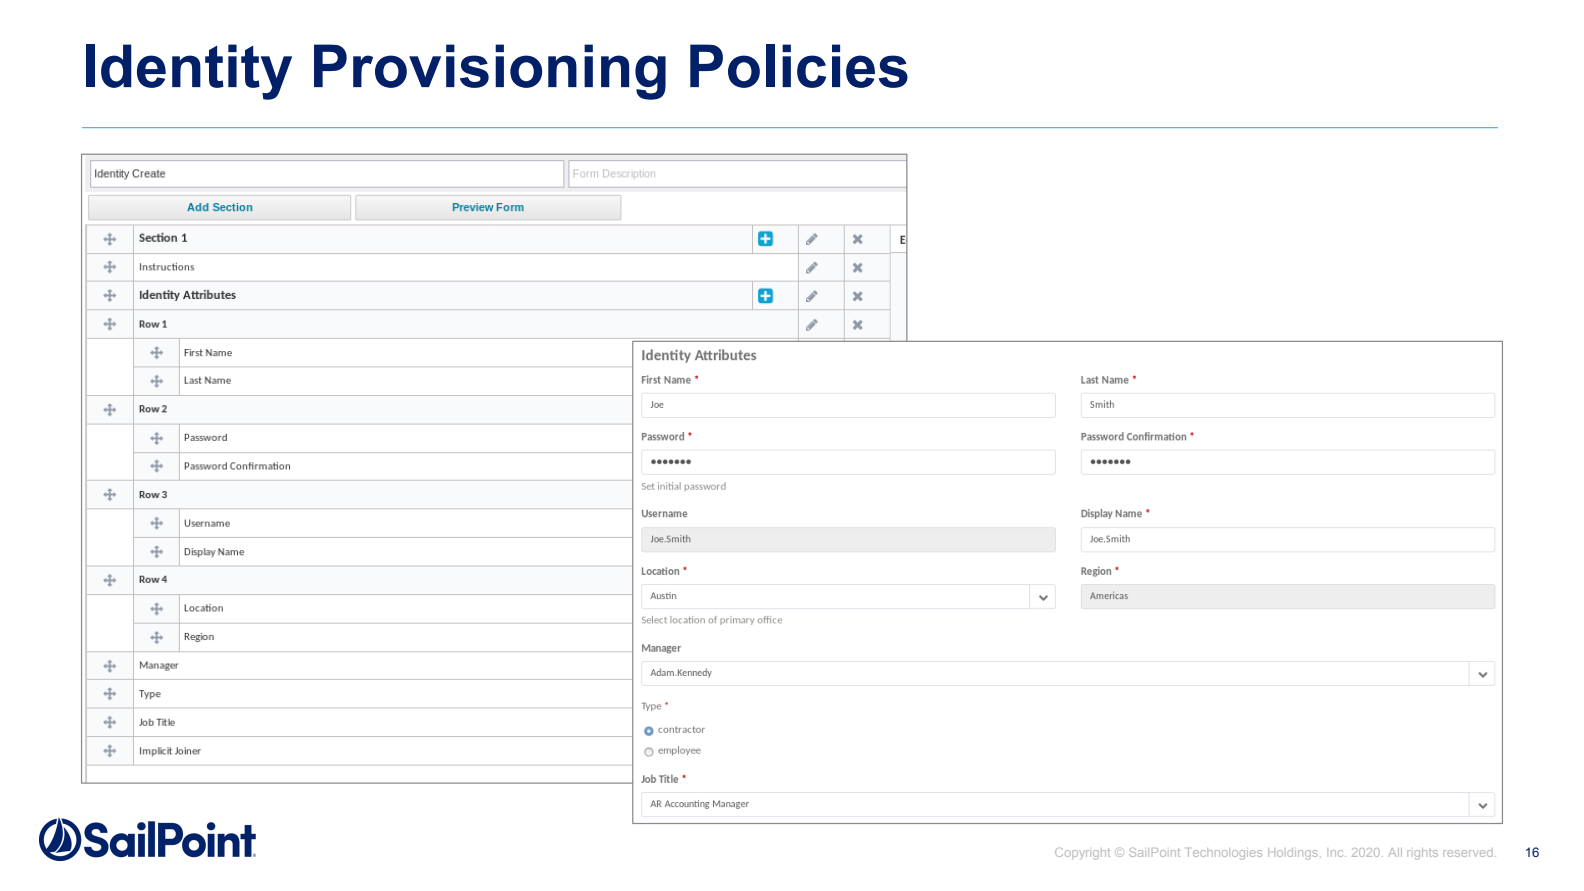 Identity Provisioning Policies
Identity Create
Form Description
Add Section
Preview Form
Section 1
E
Instructions
Identity Attributes
Row 1
First Name
Last Name
Row 2
Password
Password Confirmation
Row 3
Username
Display Name
Row 4
Location
Region
Manager
Type
Job Title
Implicit Joiner
Identity Attributes
First Name *
Last Name *
Joe
Smith
Password *
Password Confirmation *
•••••••
•••••••
Set initial password
Username
Display Name *
Joe.Smith
Joe.Smith
Location *
Region *
Austin
Americas
Select location of primary office
Manager
Adam.Kennedy
Type *
contractor
employee
Job Title *
AR Accounting Manager
SailPoint
Copyright © SailPoint Technologies Holdings, Inc. 2020. All rights reserved.
16